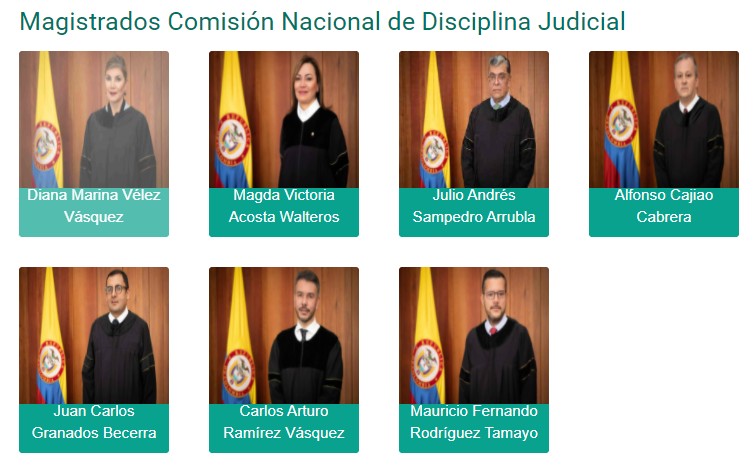 Magistrados Comisión Nacional de Disciplina Judicial
Diana Marina Vélez
Vásquez
Magda Victoria
Acosta Walteros
Julio Andrés
Sampedro Arrubla
Alfonso Cajiao
Cabrera
Juan Carlos
Granados Becerra
Carlos Arturo
Ramírez Vásquez
Mauricio Fernando
Rodríguez Tamayo